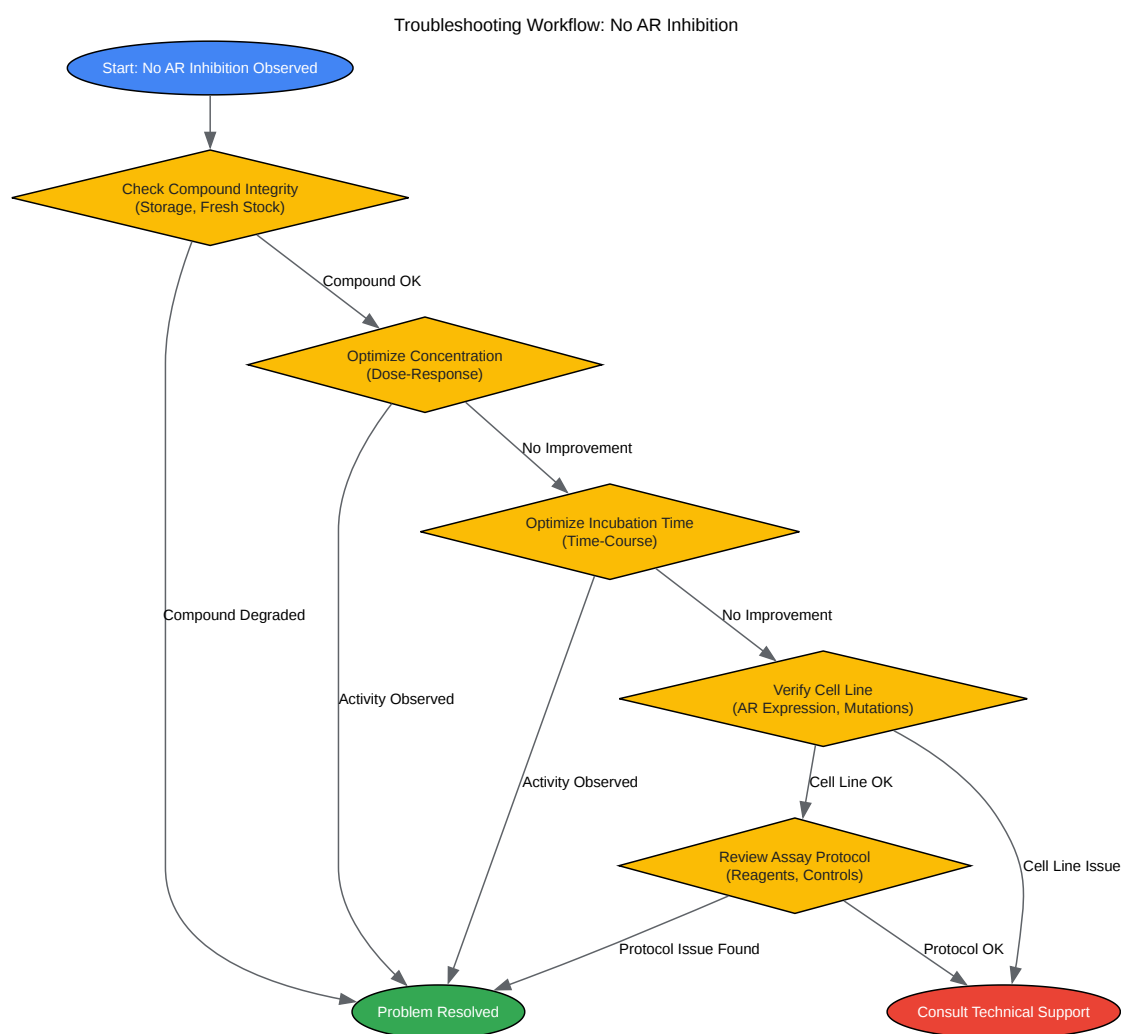 Troubleshooting Workflow: No AR Inhibition
Start: No AR Inhibition Observed
Check Compound Integrity
(Storage, Fresh Stock)
Compound OK
Optimize Concentration
(Dose-Response)
No Improvement
Optimize Incubation Time
(Time-Course)
Compound Degraded
No Improvement
Verify Cell Line
(AR Expression, Mutations)
Activity Observed
Activity Observed
Cell Line OK
Review Assay Protocol
(Reagents, Controls)
Cell Line Issue
Protocol Issue Found
Protocol OK
Problem Resolved
Consult Technical Support